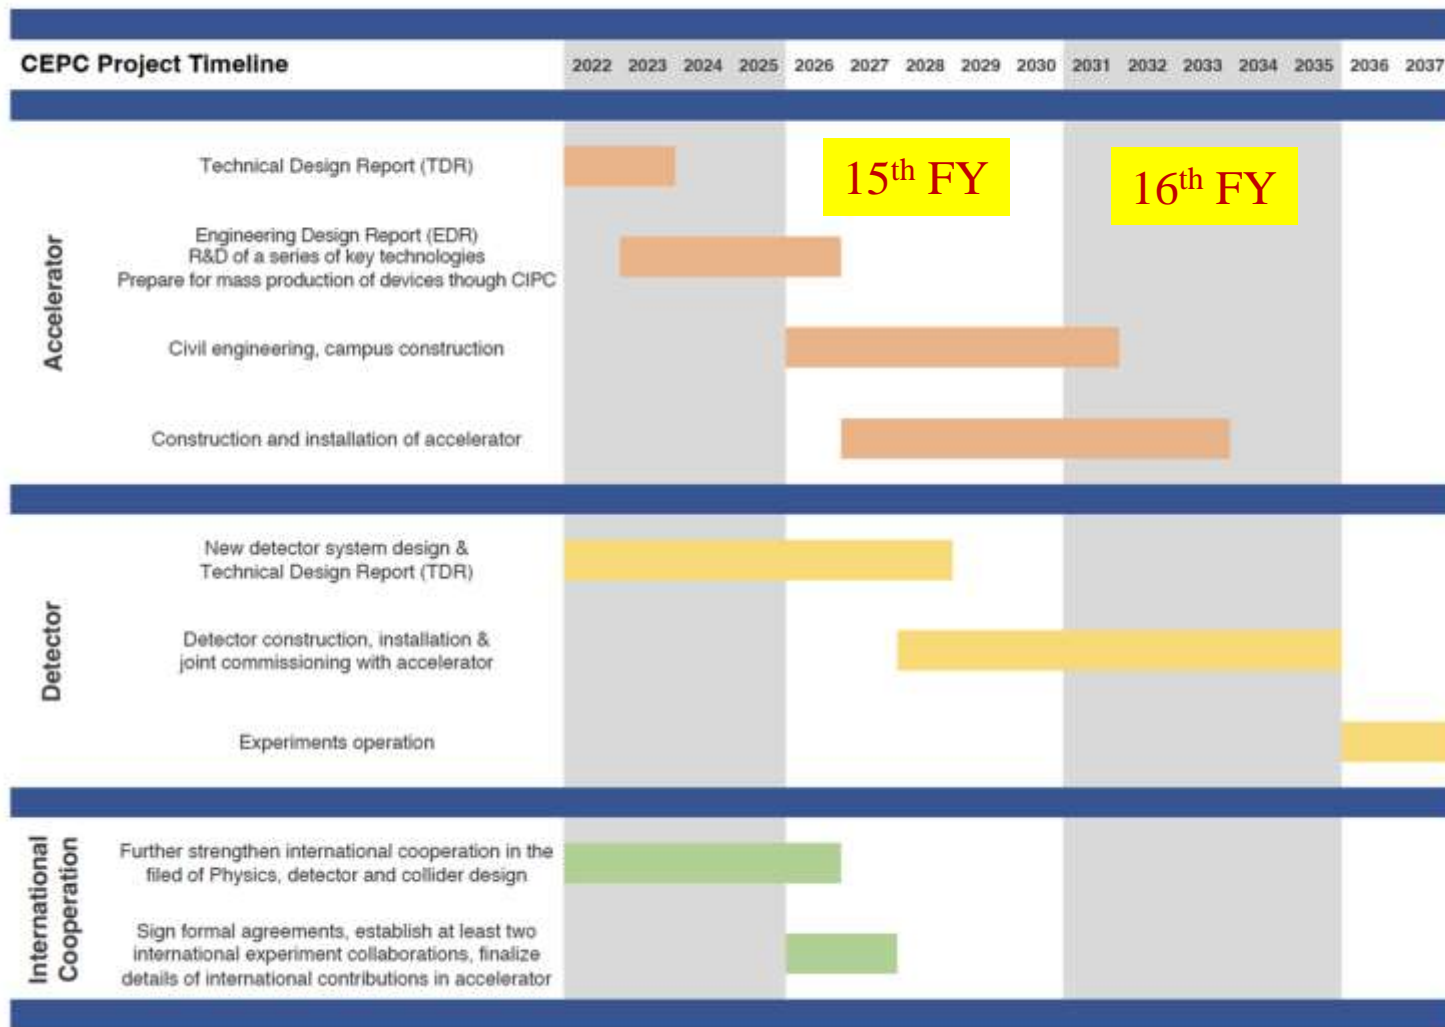 CEPC Project Timeline
2022 2023 2024 2025 2026 2027 2028 2029 2030 2031 2032 2033 2034 2035 2036 2037
Accelerator
Technical Design Report (TDR)
15th FY
16th FY
Engineering Design Report (EDR)
R&D of a series of key technologies
Prepare for mass production of devices though CIPC
Civil engineering, campus construction
Construction and installation of accelerator
Detector
New detector system design &
Technical Design Report (TDR)
Detector construction, installation &
joint commissioning with accelerator
Experiments operation
International
Cooperation
Further strengthen international cooperation in the
filed of Physics, detector and collider design
Sign formal agreements, establish at least two
international experiment collaborations, finalize
details of international contributions in accelerator